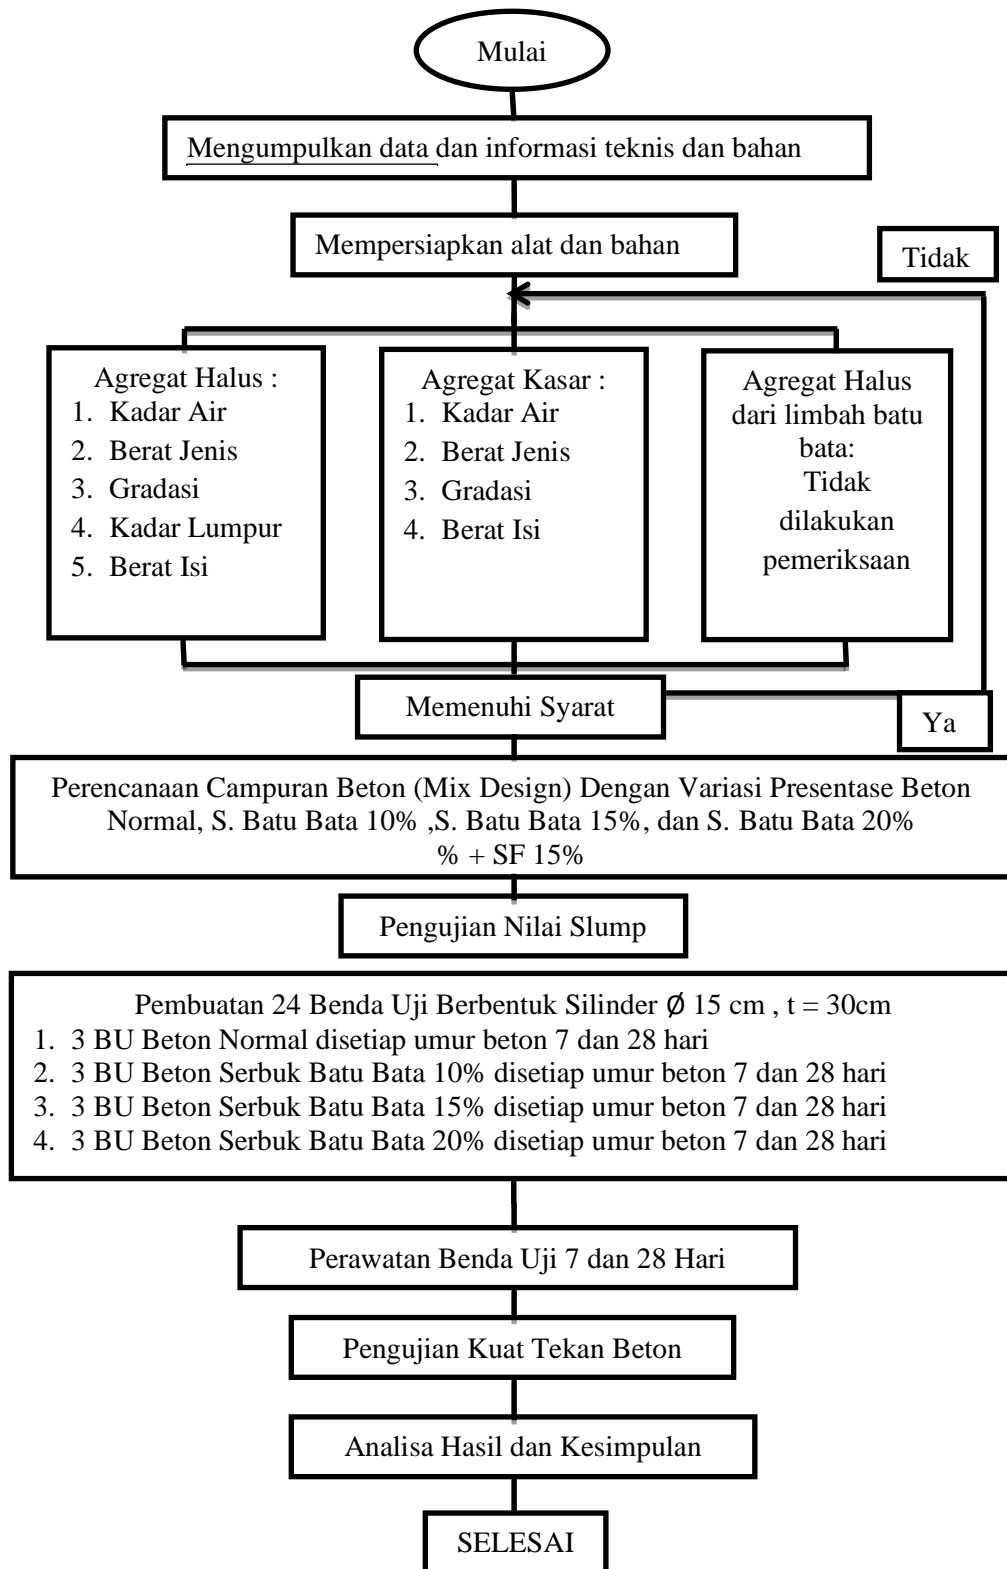 Mulai
Mengumpulkan data dan informasi teknis dan bahan
Mempersiapkan alat dan bahan
Tidak
Agregat Halus :
1. Kadar Air
2. Berat Jenis
3. Gradasi
4. Kadar Lumpur
5. Berat Isi
Agregat Kasar :
1. Kadar Air
2. Berat Jenis
3. Gradasi
4. Berat Isi
Agregat Halus
dari limbah batu
bata:
Tidak
dilakukan
pemeriksaan
Memenuhi Syarat
Ya
Perencanaan Campuran Beton (Mix Design) Dengan Variasi Presentase Beton
Normal, S. Batu Bata 10% ,S. Batu Bata 15%, dan S. Batu Bata 20%
% + SF 15%
Pengujian Nilai Slump
Pembuatan 24 Benda Uji Berbentuk Silinder Ø 15 cm , t = 30cm
1. 3 BU Beton Normal disetiap umur beton 7 dan 28 hari
2. 3 BU Beton Serbuk Batu Bata 10% disetiap umur beton 7 dan 28 hari
3. 3 BU Beton Serbuk Batu Bata 15% disetiap umur beton 7 dan 28 hari
4. 3 BU Beton Serbuk Batu Bata 20% disetiap umur beton 7 dan 28 hari
Perawatan Benda Uji 7 dan 28 Hari
Pengujian Kuat Tekan Beton
Analisa Hasil dan Kesimpulan
SELESAI